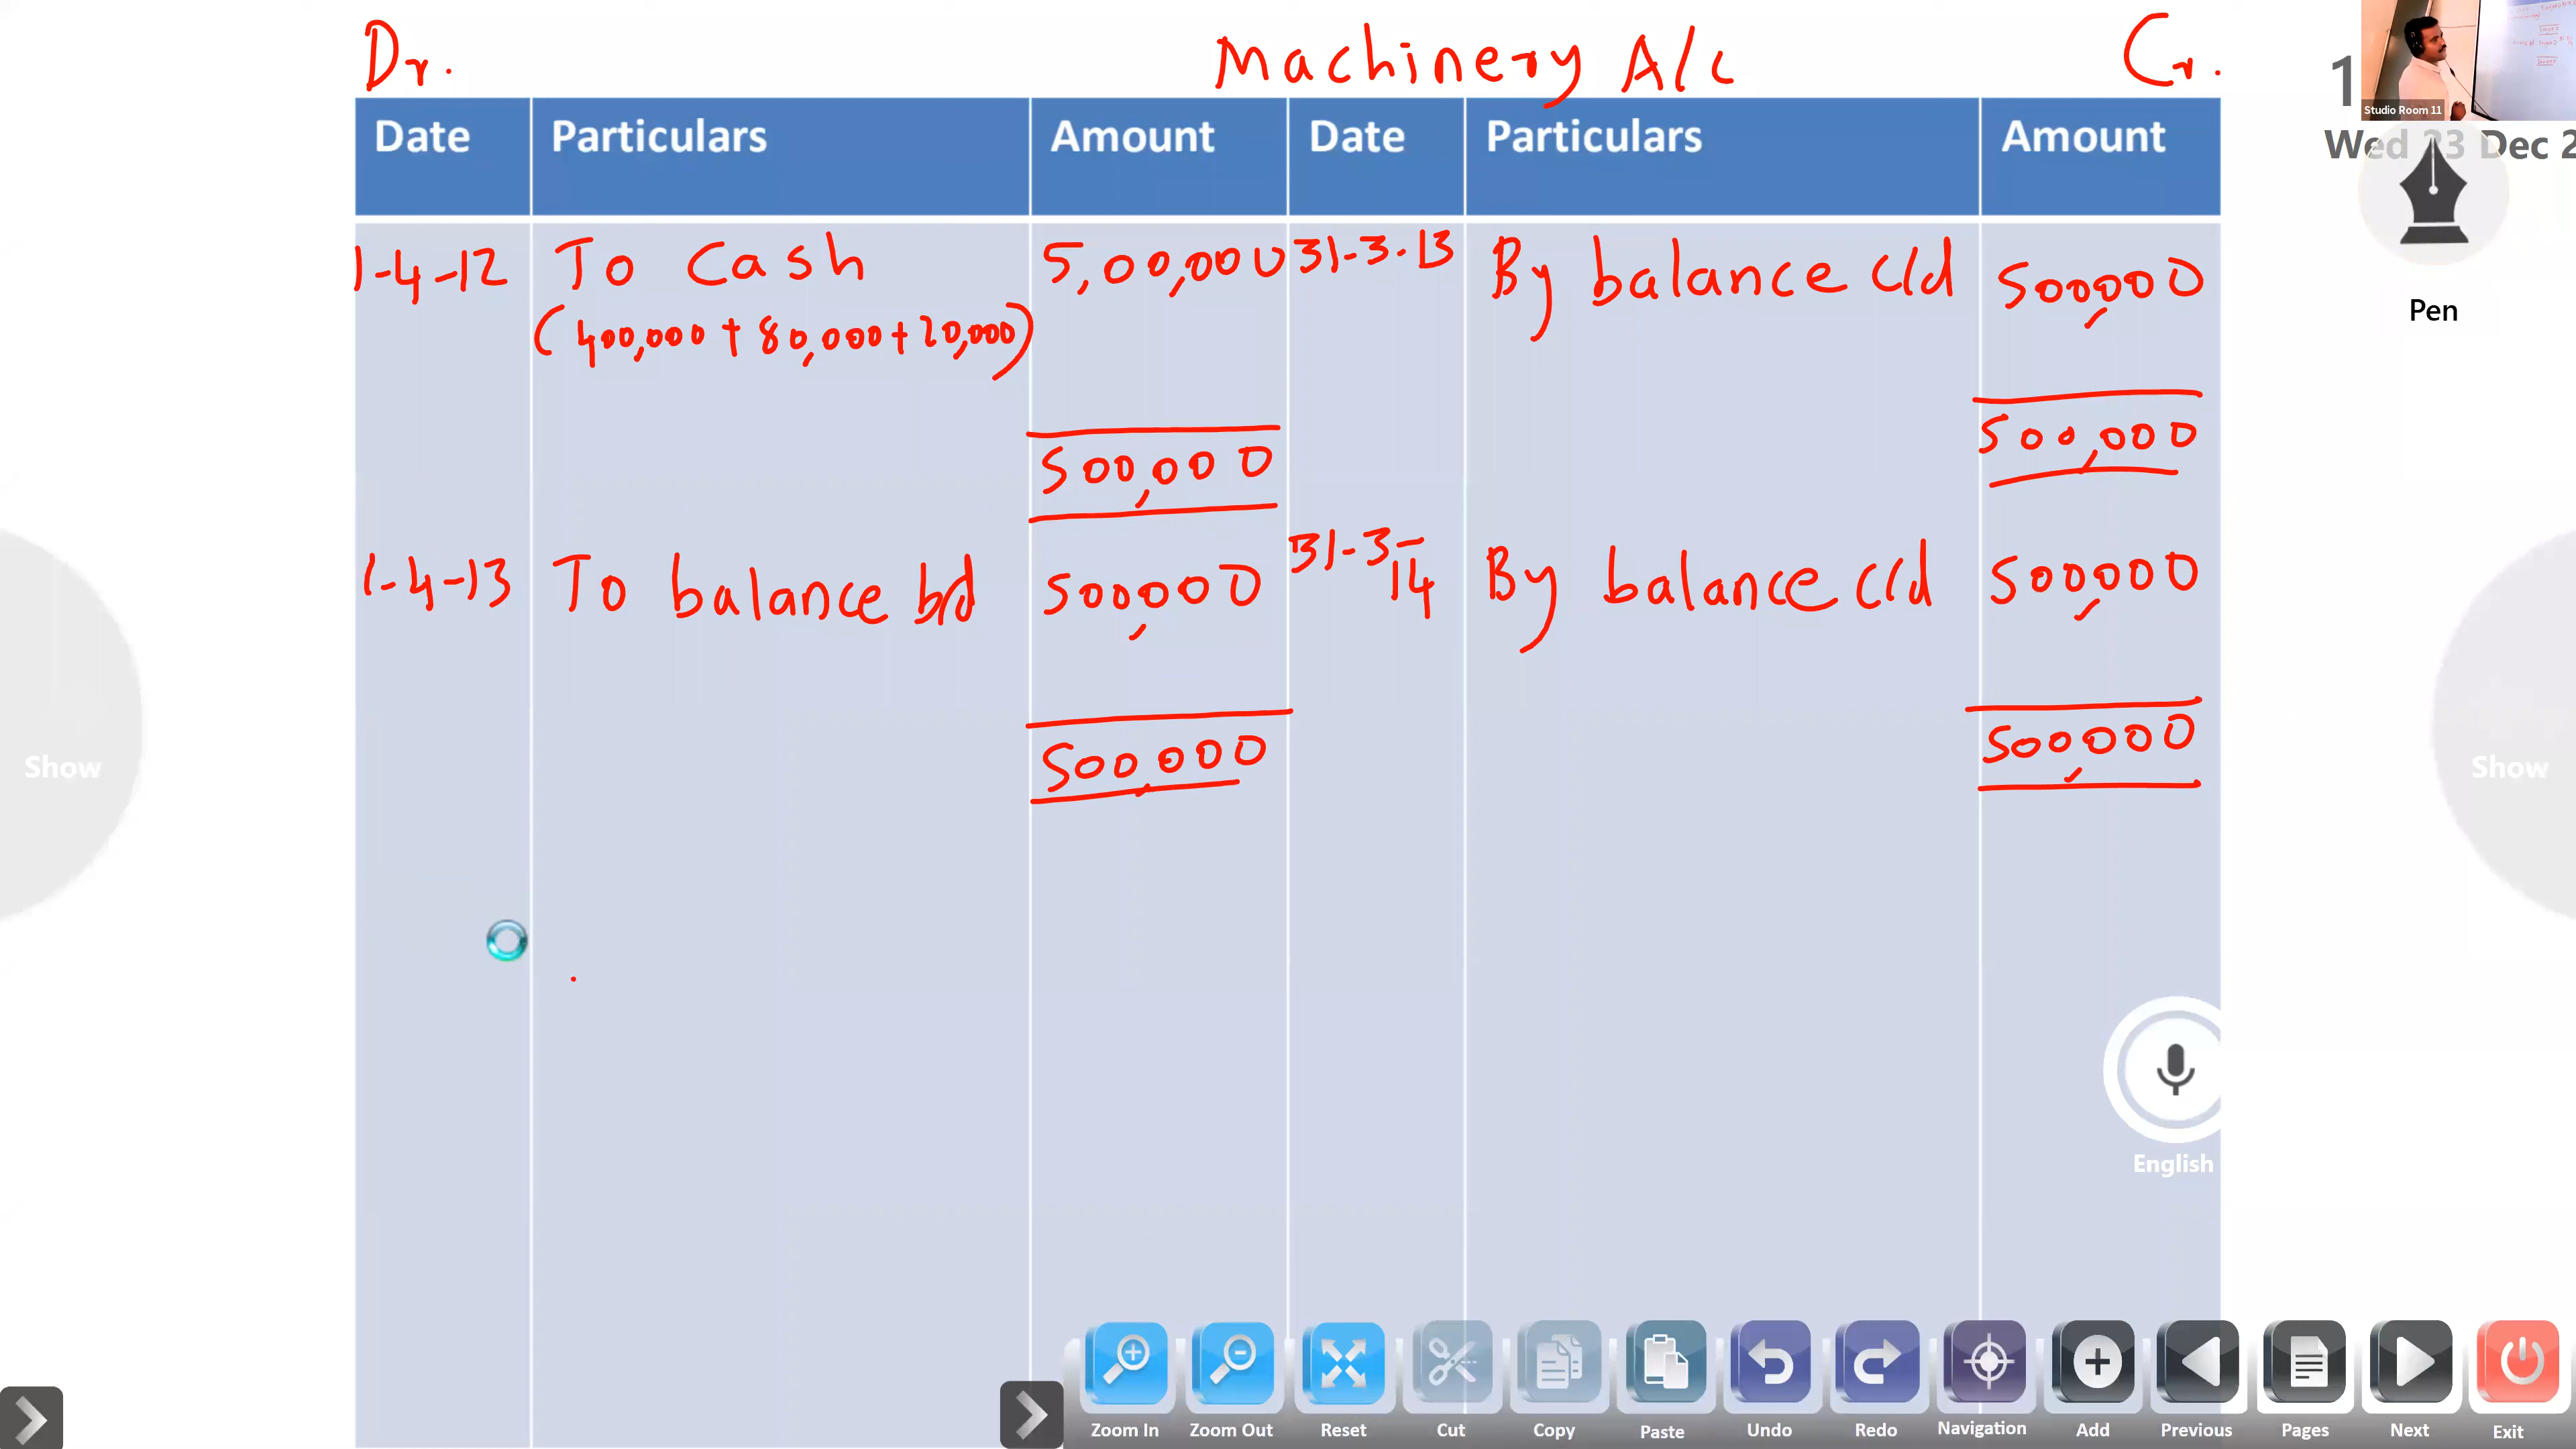 Dr. Machinery A/c Cr.
Date Particulars Amount Date Particulars Amount
1-4-12 To Cash 5,00,000 31-3-13 By balance c/d 500,000
(400,000 + 80,000 + 20,000)
500,000 500,000
1-4-13 To balance b/d 500,000 31-3-14 By balance c/d 500,000
500,000 500,000
1
Studio Room 11
Wed 23 Dec 2
Pen
Show Show
English
Zoom In Zoom Out Reset Cut Copy Paste Undo Redo Navigation Add Previous Pages Next Exit